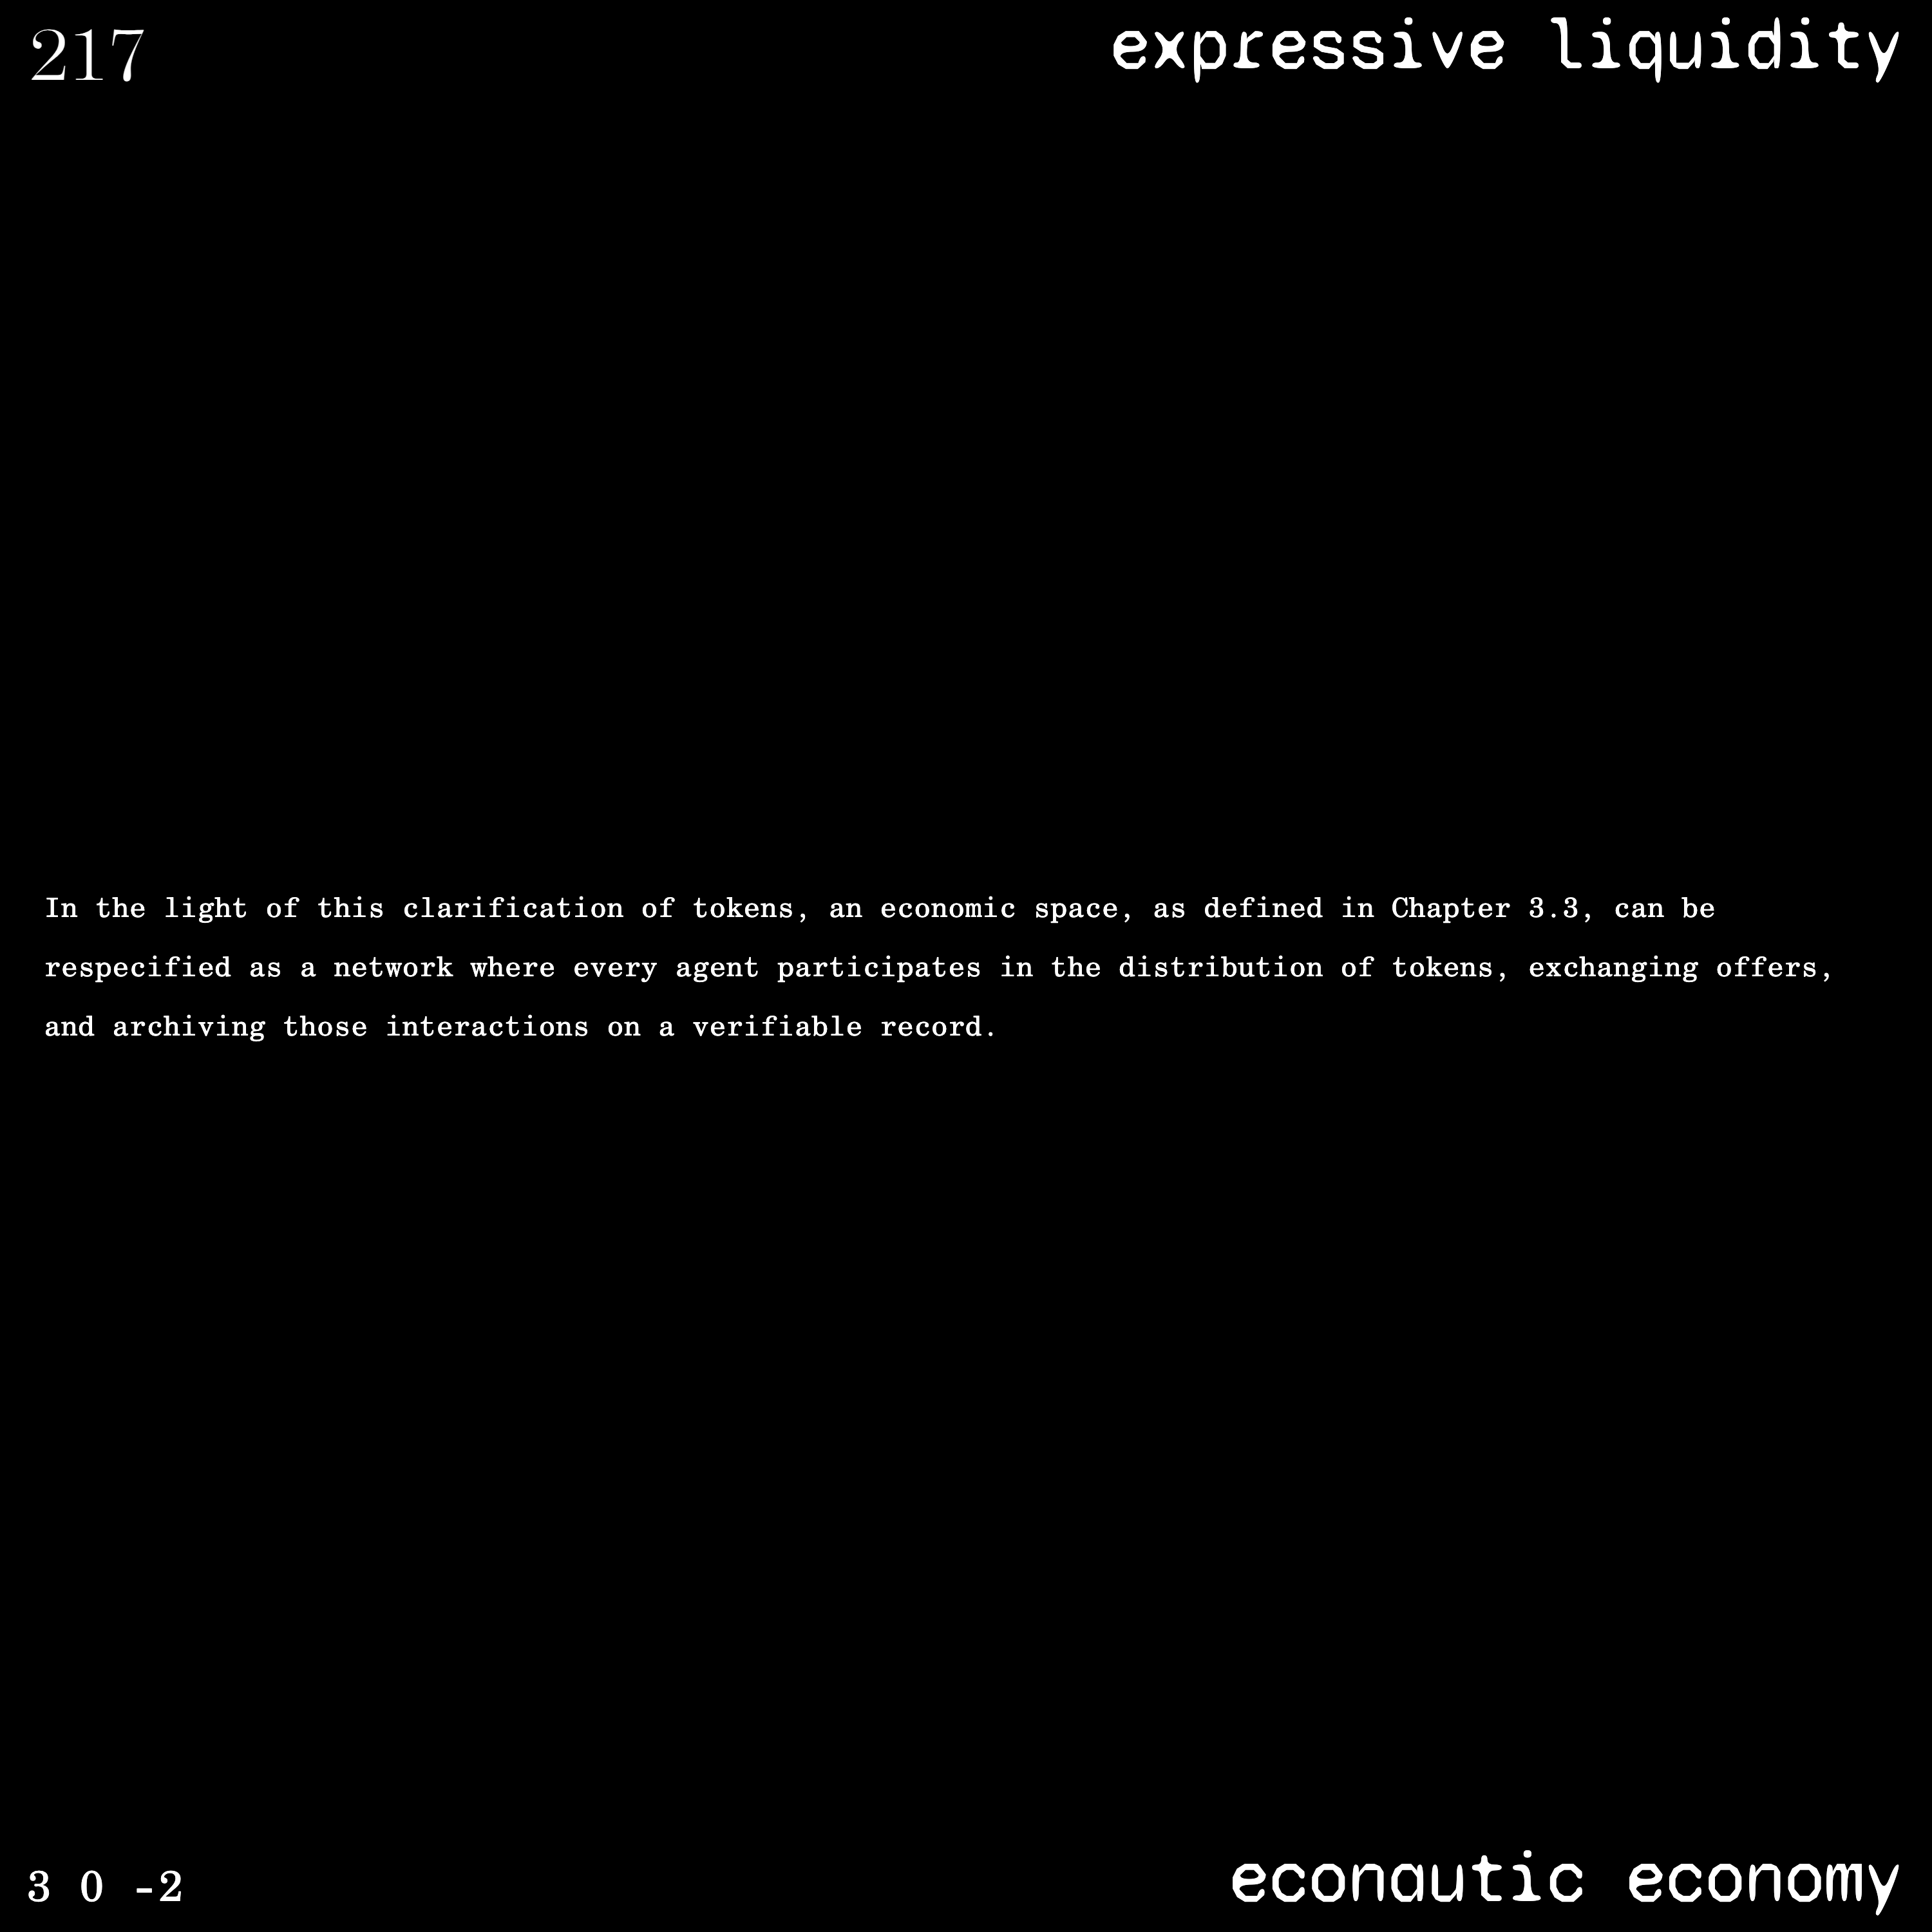 217
expressive liquidity
In the light of this clarification of tokens, an economic space, as defined in Chapter 3.3, can be
respecified as a network where every agent participates in the distribution of tokens, exchanging offers,
and archiving those interactions on a verifiable record.
3 0 -2
econautic economy